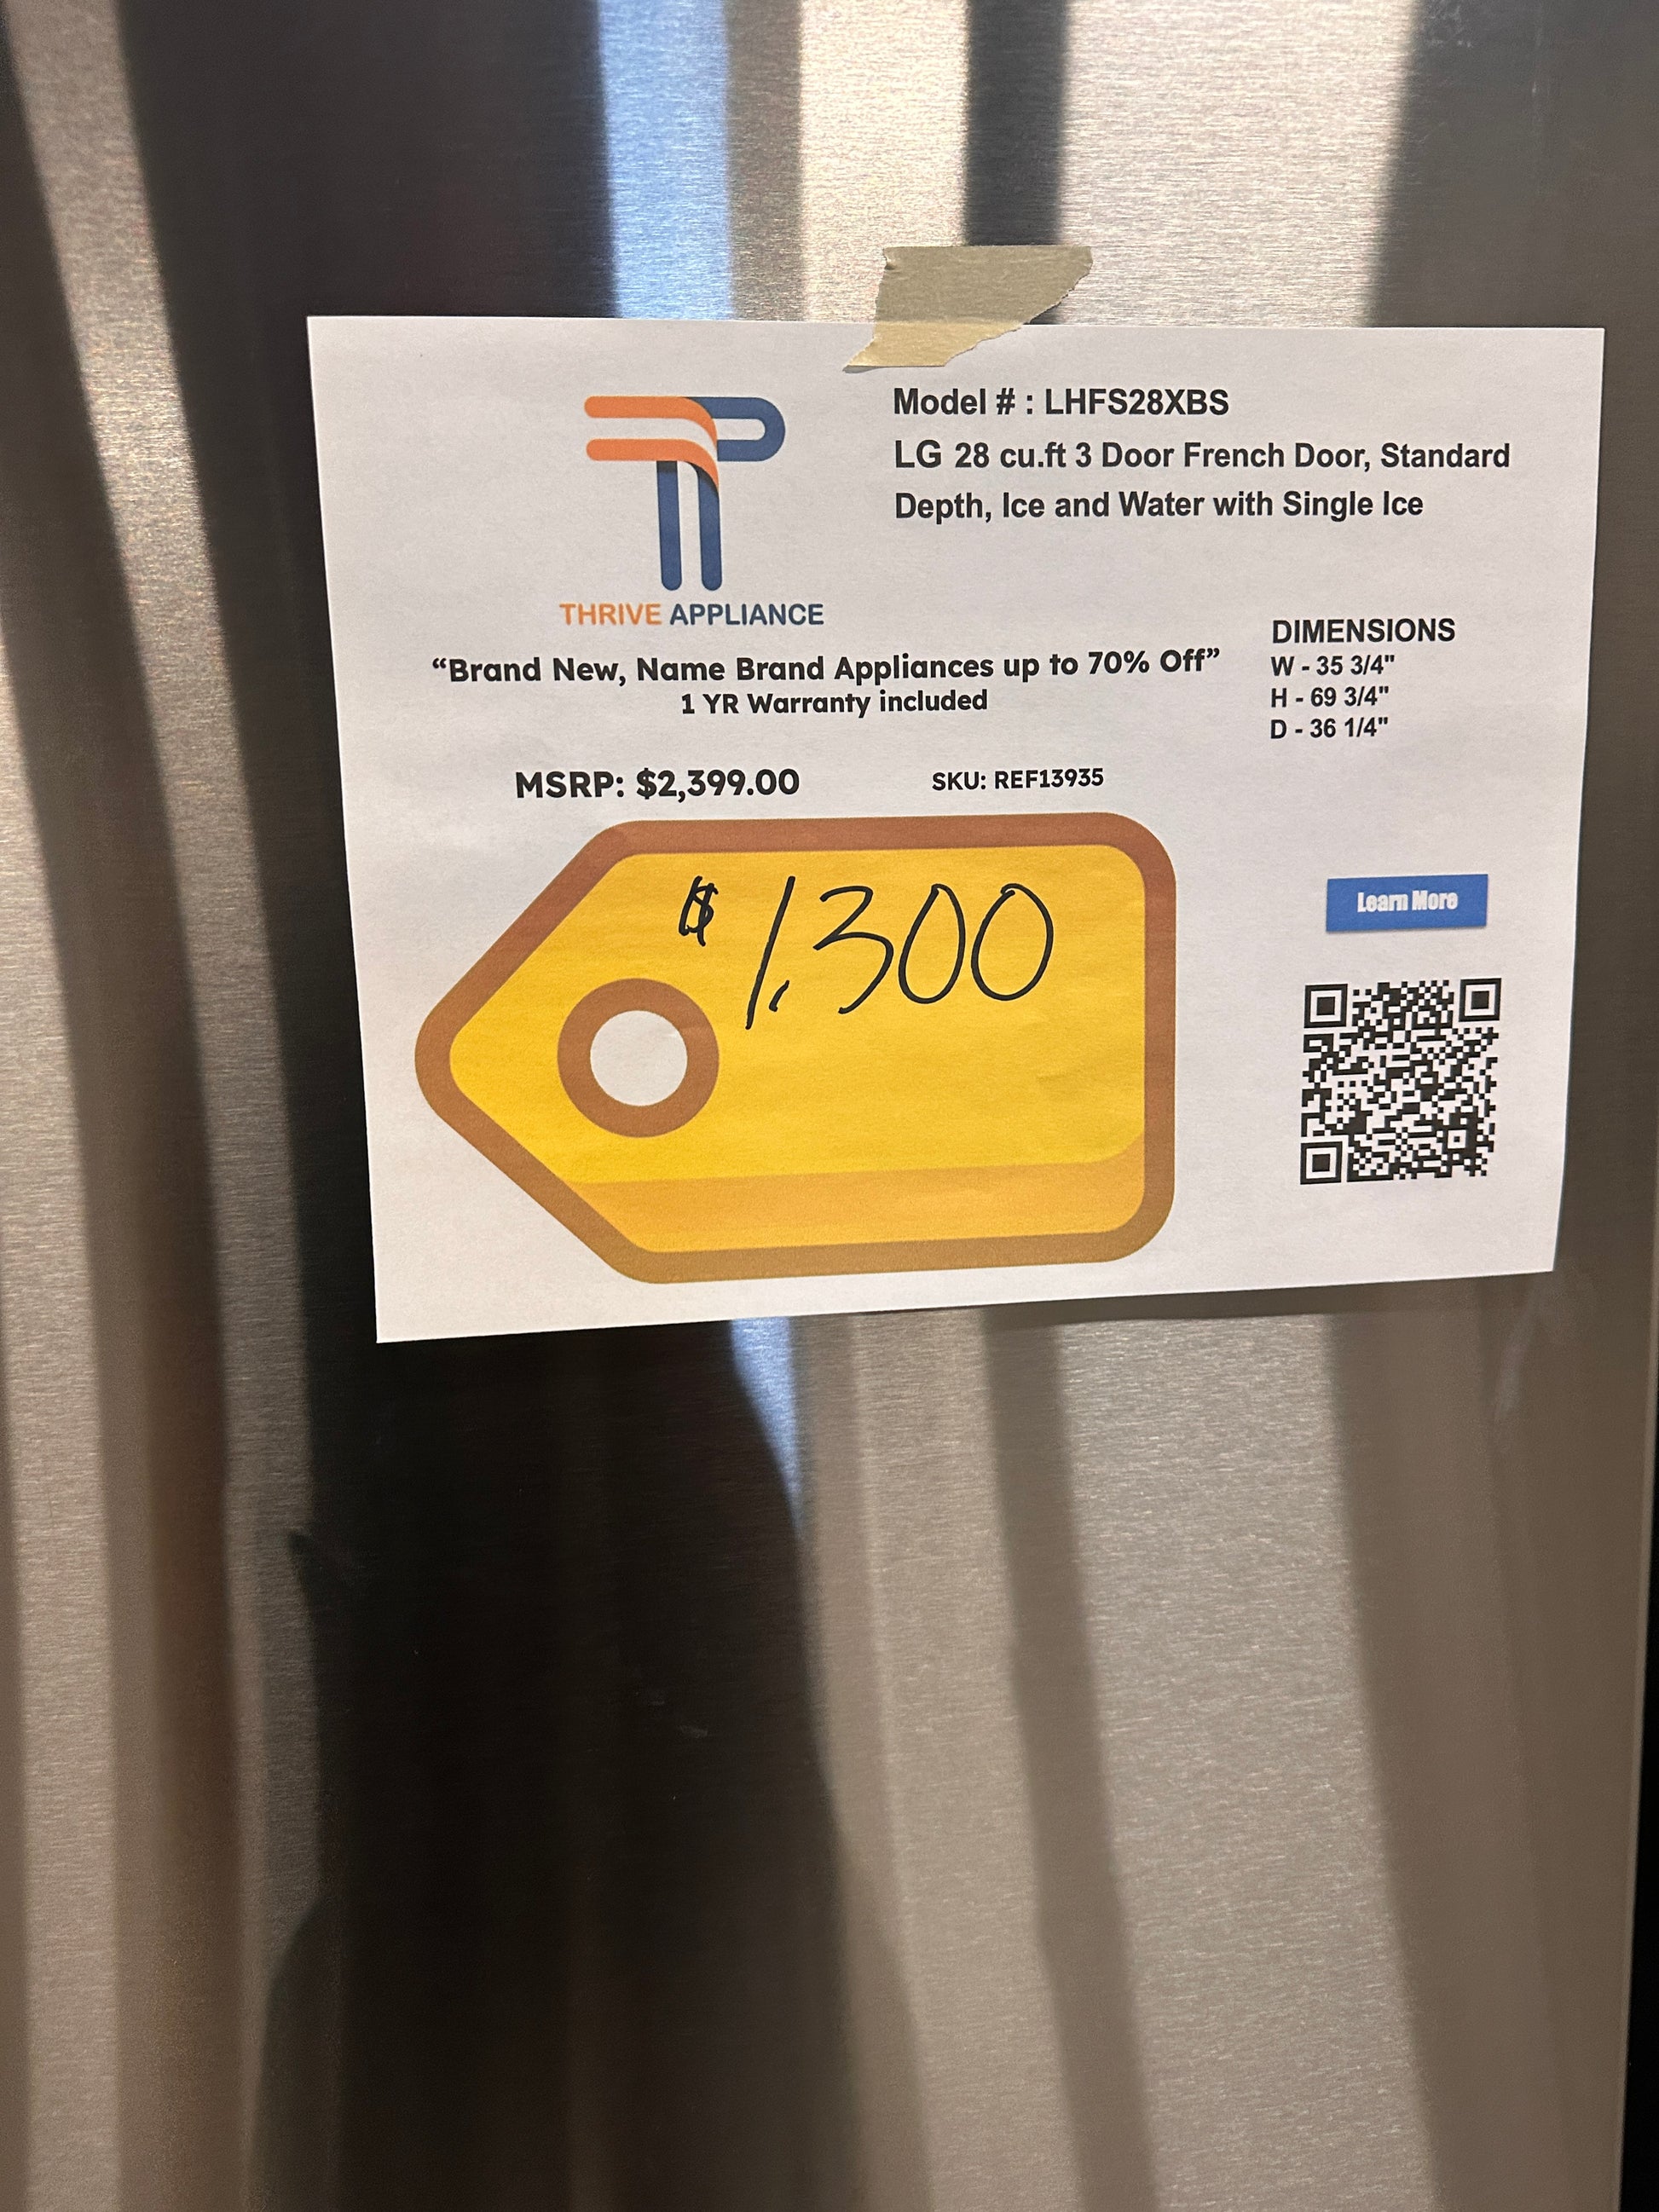 Model # : LHFS28XBS
LG 28 cu.ft 3 Door French Door, Standard
Depth, Ice and Water with Single Ice
THRIVE APPLIANCE
“Brand New, Name Brand Appliances up to 70% Off”
1 YR Warranty included
DIMENSIONS
W - 35 3/4"
H - 69 3/4"
D - 36 1/4"
MSRP: $2,399.00
SKU: REF13935
$1,300
Learn More